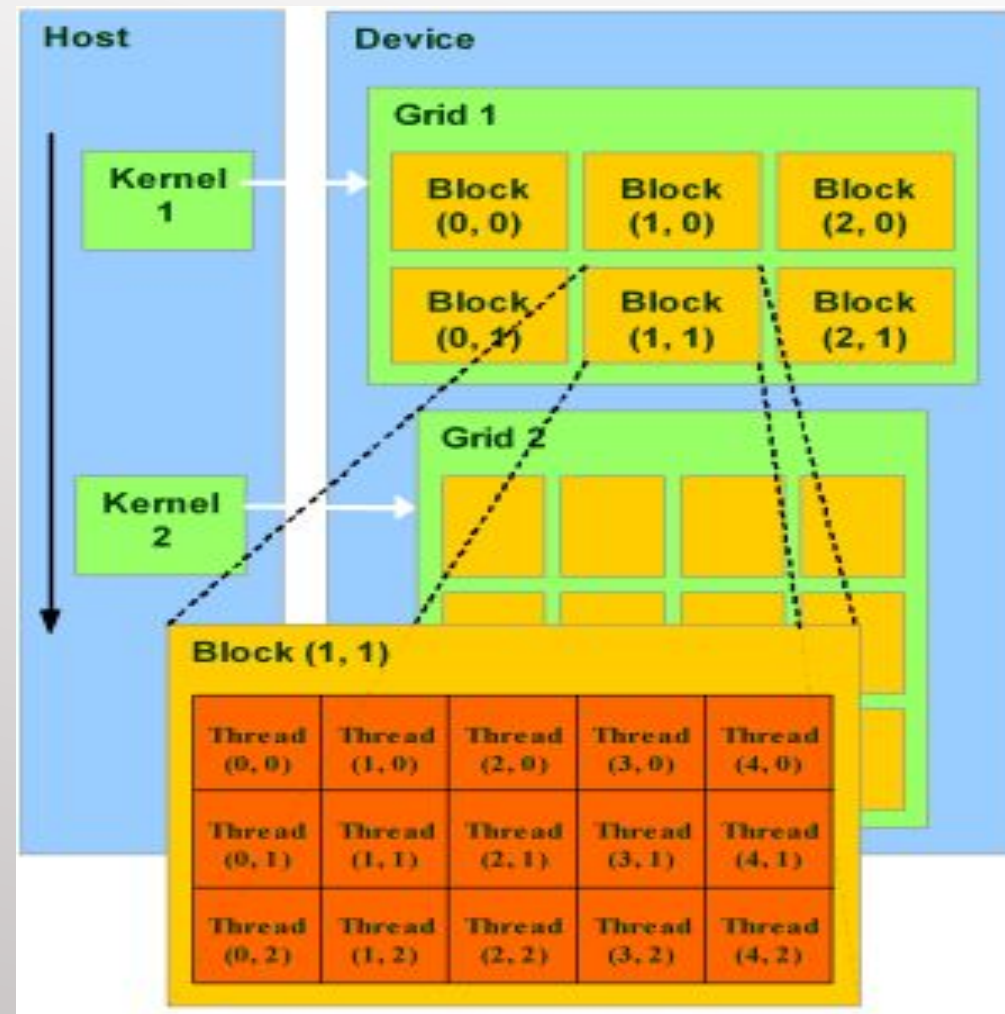 Host
Device
Grid 1
Kernel
1
Block
(0, 0)
Block
(1, 0)
Block
(2, 0)
Block
(0, 1)
Block
(1, 1)
Block
(2, 1)
Grid 2
Kernel
2
Block (1, 1)
Thread
(0, 0)
Thread
(1, 0)
Thread
(2, 0)
Thread
(3, 0)
Thread
(4, 0)
Thread
(0, 1)
Thread
(1, 1)
Thread
(2, 1)
Thread
(3, 1)
Thread
(4, 1)
Thread
(0, 2)
Thread
(1, 2)
Thread
(2, 2)
Thread
(3, 2)
Thread
(4, 2)